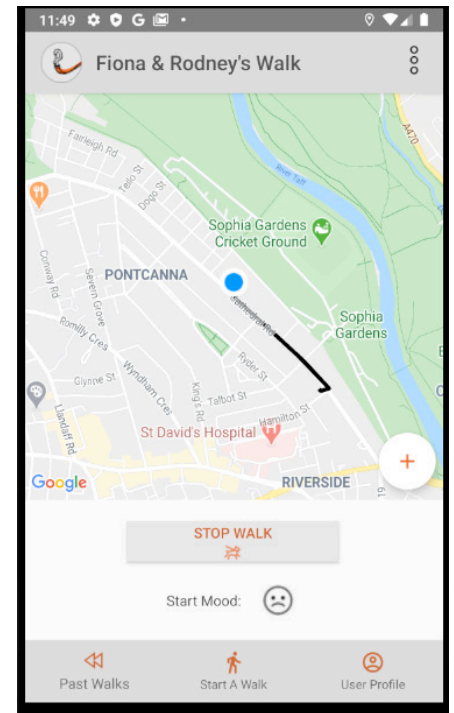 11:49
Fiona & Rodney's Walk
Fairleigh Rd
Teilo St
Dogo St
A470
River Taff
Sophia Gardens
Cricket Ground
Conway Rd
Severn Grove
PONTCANNA
Cathedral Rd
Sophia
Gardens
Romilly Cres
Ryder St
Glynne St
Wyndham Cres
King's Rd
Talbot St
Llandaff Rd
Hamilton St
St David's Hospital
Google
RIVERSIDE
+
STOP WALK
Start Mood:
Past Walks
Start A Walk
User Profile